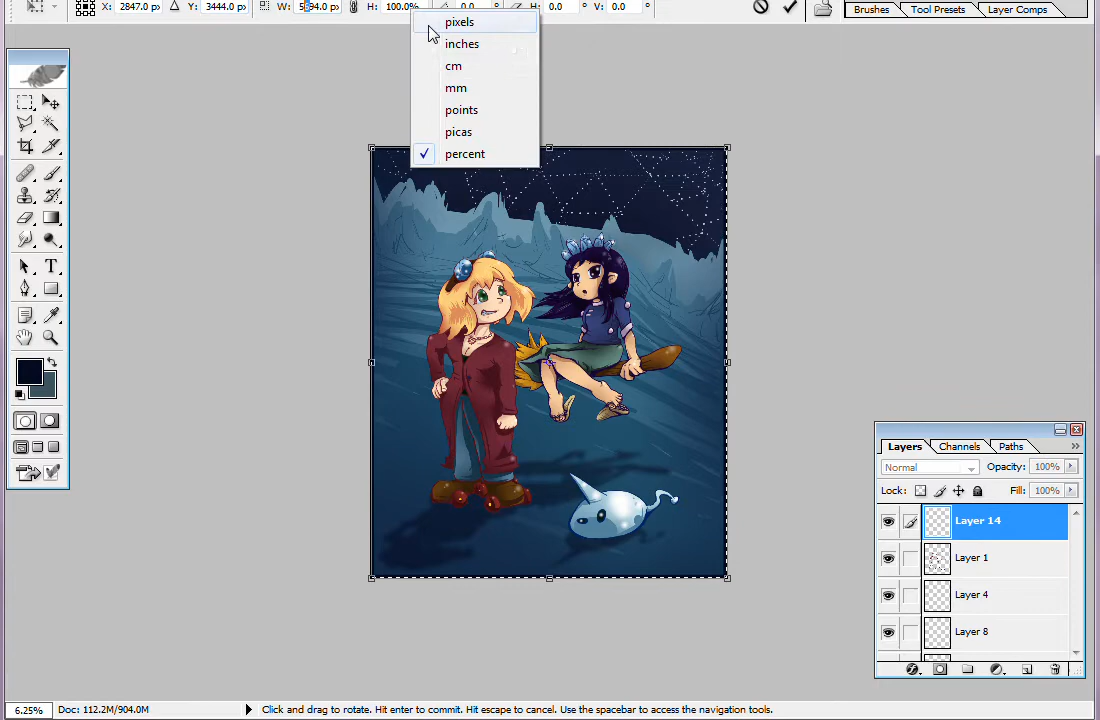 X: 2847.0 px Y: 3444.0 px W: 5694.0 px H: 100.0% 0.0 ° H: 0.0 ° V: 0.0 ° Brushes Tool Presets Layer Comps
pixels
inches
cm
mm
points
picas
percent
T
Layers Channels Paths
Normal Opacity: 100%
Lock: Fill: 100%
Layer 14
Layer 1
Layer 4
Layer 8
6.25% Doc: 112.2M/904.0M Click and drag to rotate. Hit enter to commit. Hit escape to cancel. Use the spacebar to access the navigation tools.